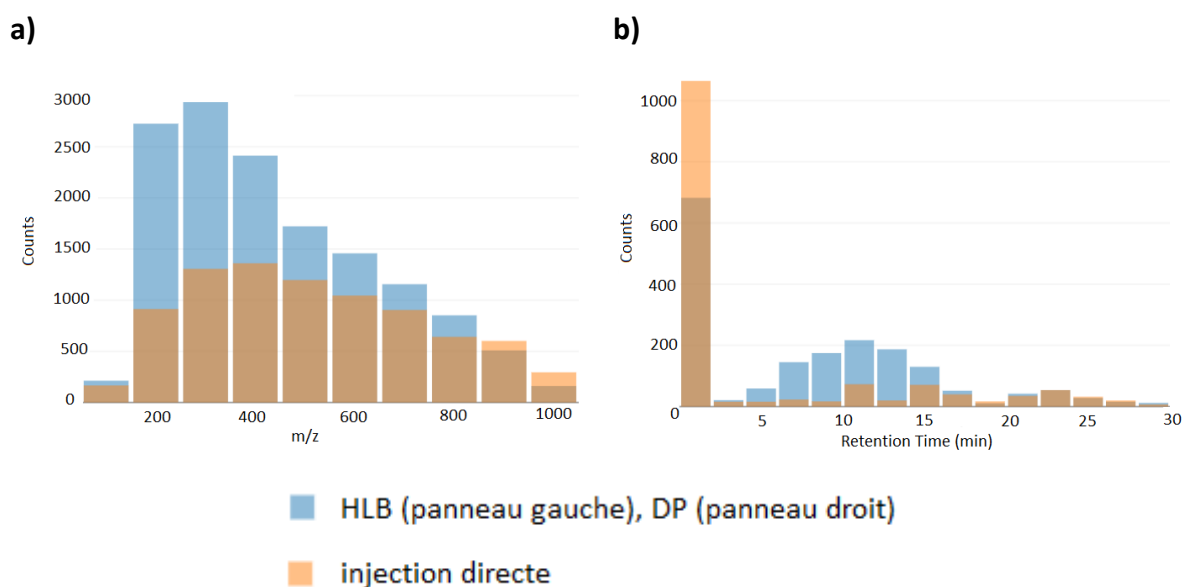 a)
3000
2500
2000
1500
1000
500
0
Counts
200 400 600 800 1000
m/z
b)
1000
800
600
400
200
0
Counts
5 10 15 20 25 30
Retention Time (min)
HLB (panneau gauche), DP (panneau droit)
injection directe